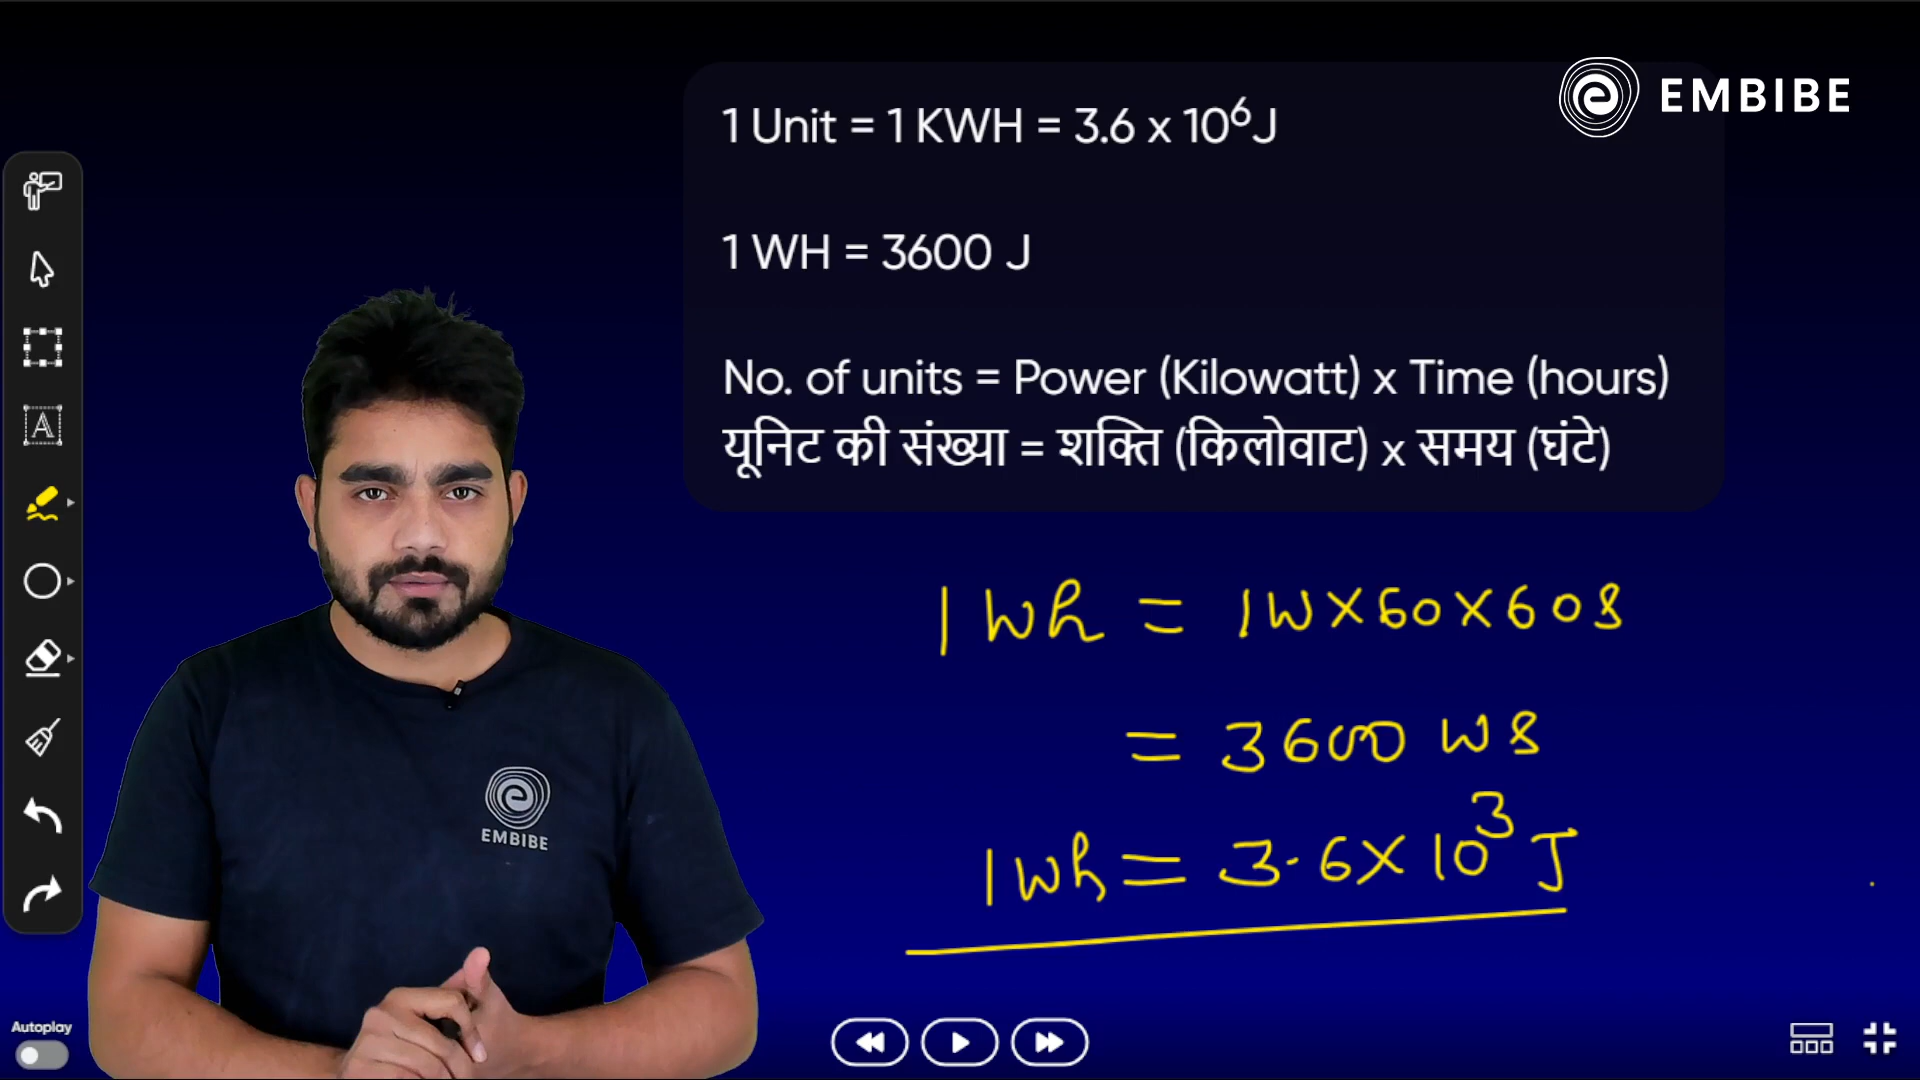 EMBIBE
1 Unit = 1 KWH = 3.6 x 10⁶J
1 WH = 3600 J
No. of units = Power (Kilowatt) x Time (hours)
यूनिट की संख्या = शक्ति (किलोवाट) x समय (घंटे)
1 Wh = 1W X 60 X 60 s
= 3600 W s
1 Wh = 3.6 X 10³ J
EMBIBE
A
Autoplay